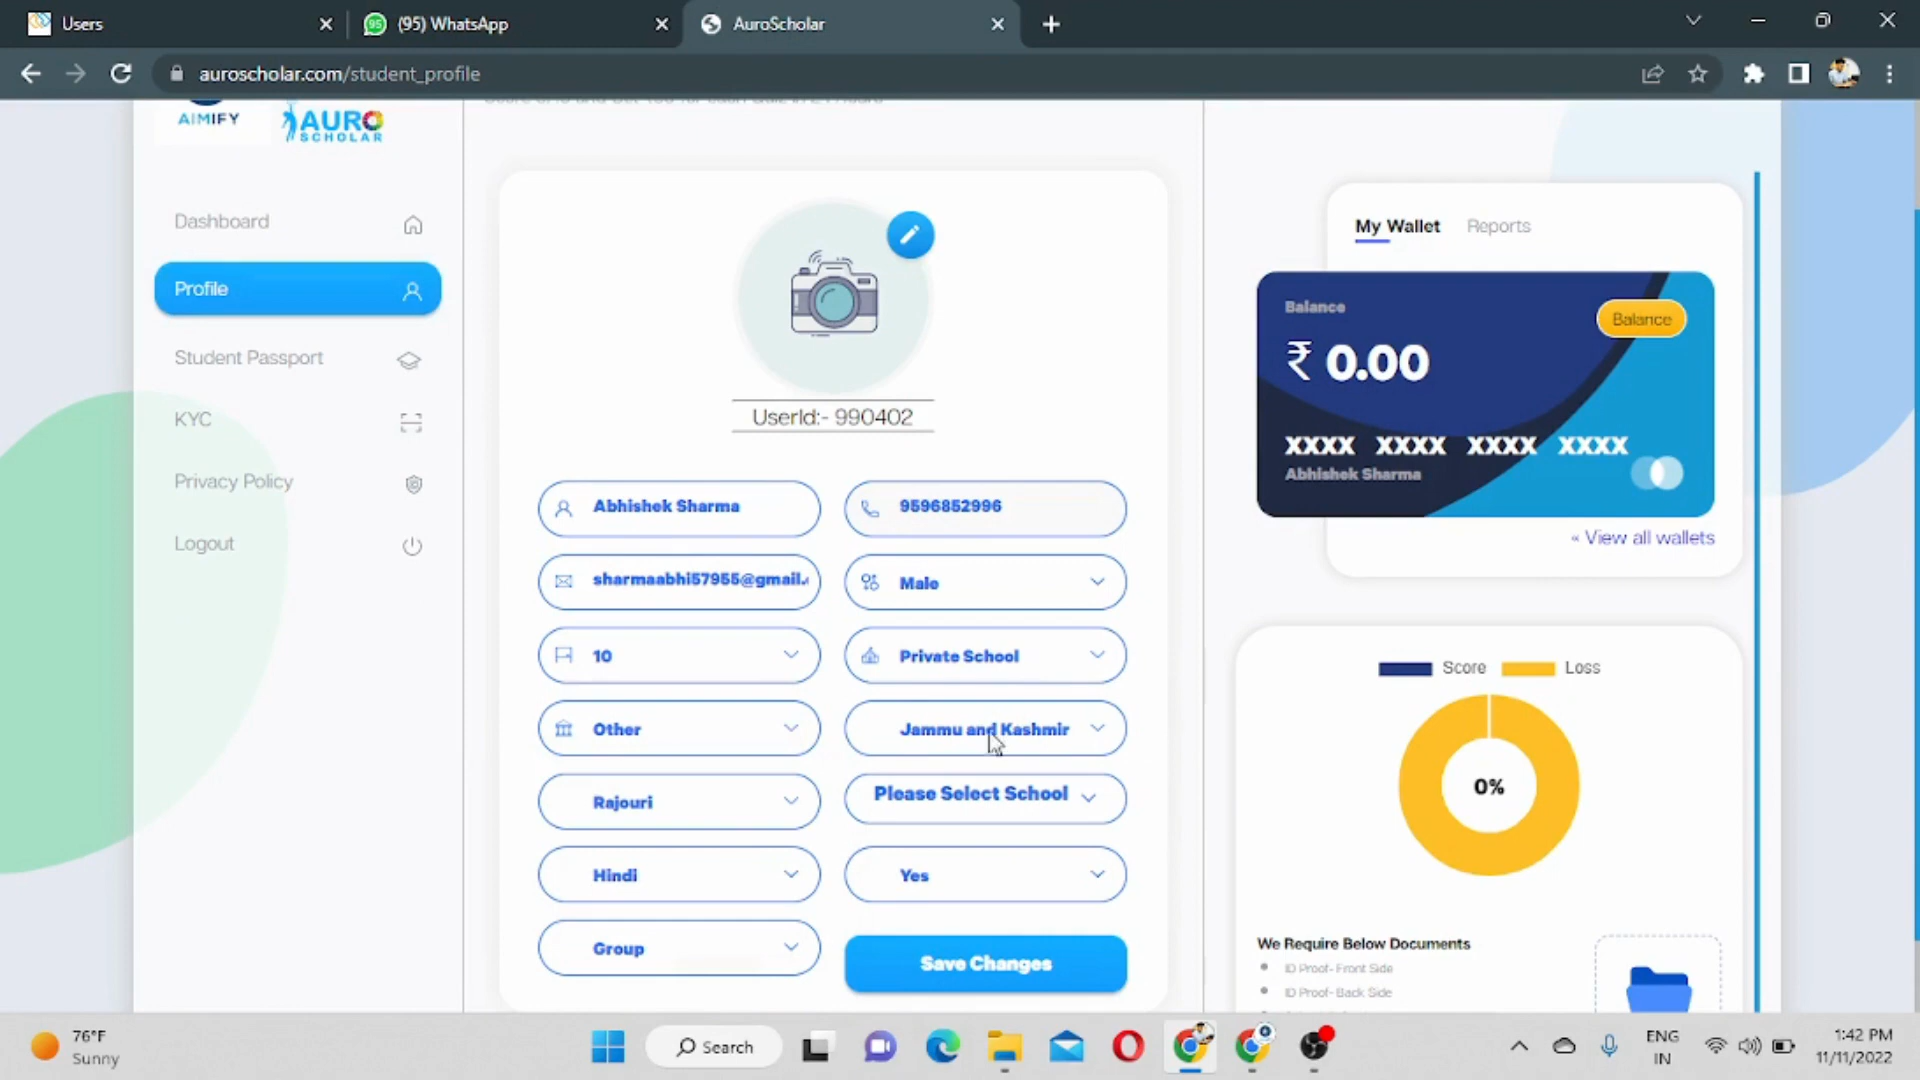 Users
(95) WhatsApp
AuroScholar
auroscholar.com/student_profile
AIMIFY
AURO
SCHOLAR
Dashboard
Profile
Student Passport
KYC
Privacy Policy
Logout
UserId:- 990402
Abhishek Sharma
9596852996
sharmaabhi57955@gmail.
Male
10
Private School
Other
Jammu and Kashmir
Rajouri
Please Select School
Hindi
Yes
Group
Save Changes
My Wallet
Reports
Balance
Balance
₹ 0.00
XXXX XXXX XXXX XXXX
Abhishek Sharma
« View all wallets
Score
Loss
0%
We Require Below Documents
ID Proof- Front Side
ID Proof- Back Side
76°F
Sunny
Search
ENG
IN
1:42 PM
11/11/2022